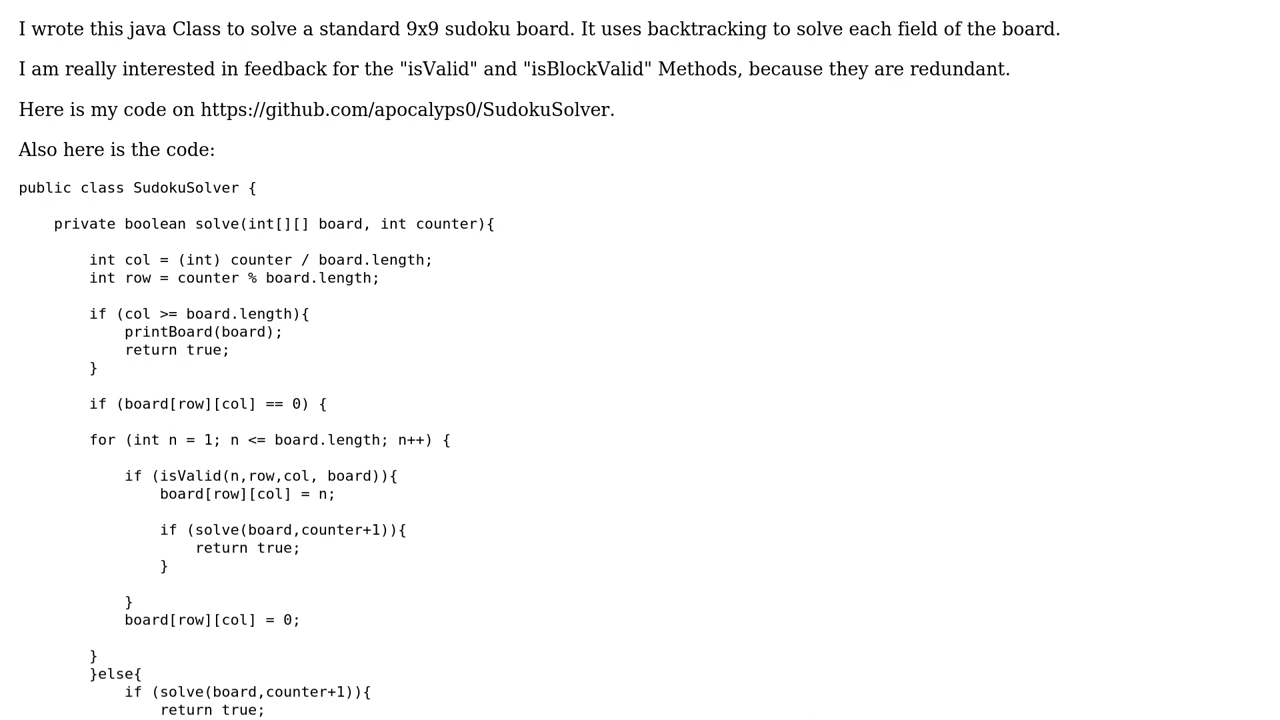 I wrote this java Class to solve a standard 9x9 sudoku board. It uses backtracking to solve each field of the board.
I am really interested in feedback for the "isValid" and "isBlockValid" Methods, because they are redundant.
Here is my code on https://github.com/apocalyps0/SudokuSolver.
Also here is the code:
public class SudokuSolver {
    private boolean solve(int[][] board, int counter){
        int col = (int) counter / board.length;
        int row = counter % board.length;
        if (col >= board.length){
            printBoard(board);
            return true;
        }
        if (board[row][col] == 0) {
        for (int n = 1; n <= board.length; n++) {
            if (isValid(n,row,col, board)){
                board[row][col] = n;
                if (solve(board,counter+1)){
                    return true;
                }
            }
            board[row][col] = 0;
        }
        }else{
            if (solve(board,counter+1)){
                return true;